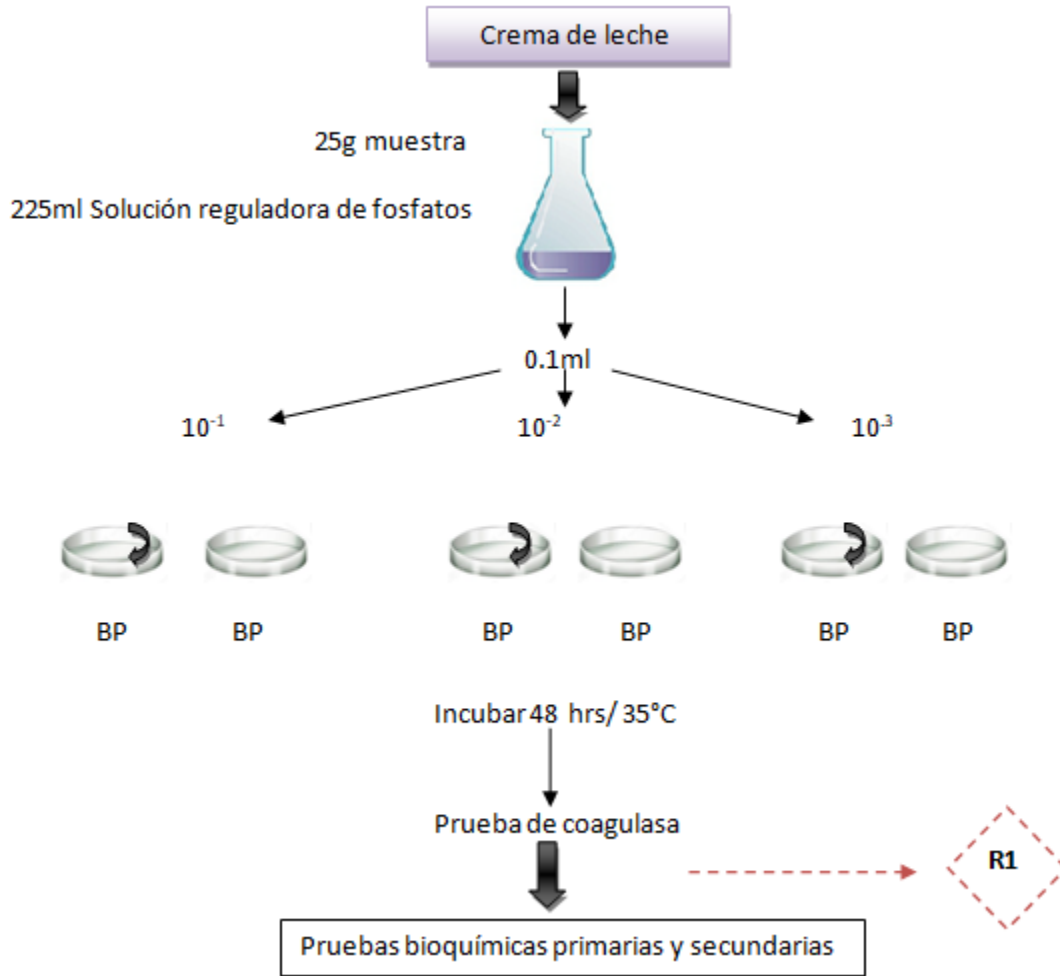 Crema de leche
25g muestra
225ml Solución reguladora de fosfatos
0.1ml
10⁻¹ 10⁻² 10⁻³
BP BP BP BP BP BP
Incubar 48 hrs/ 35°C
Prueba de coagulasa
R1
Pruebas bioquímicas primarias y secundarias